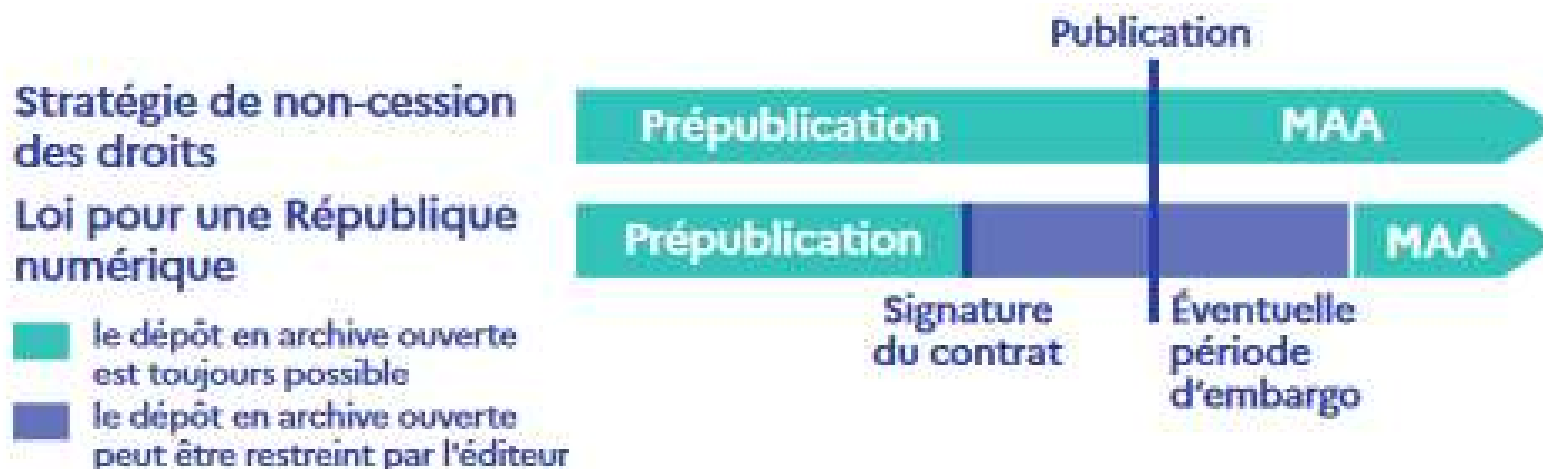 Publication
Stratégie de non-cession
des droits
Prépublication
MAA
Loi pour une République
numérique
Prépublication
MAA
Signature
du contrat
Éventuelle
période
d'embargo
le dépôt en archive ouverte
est toujours possible
le dépôt en archive ouverte
peut être restreint par l'éditeur